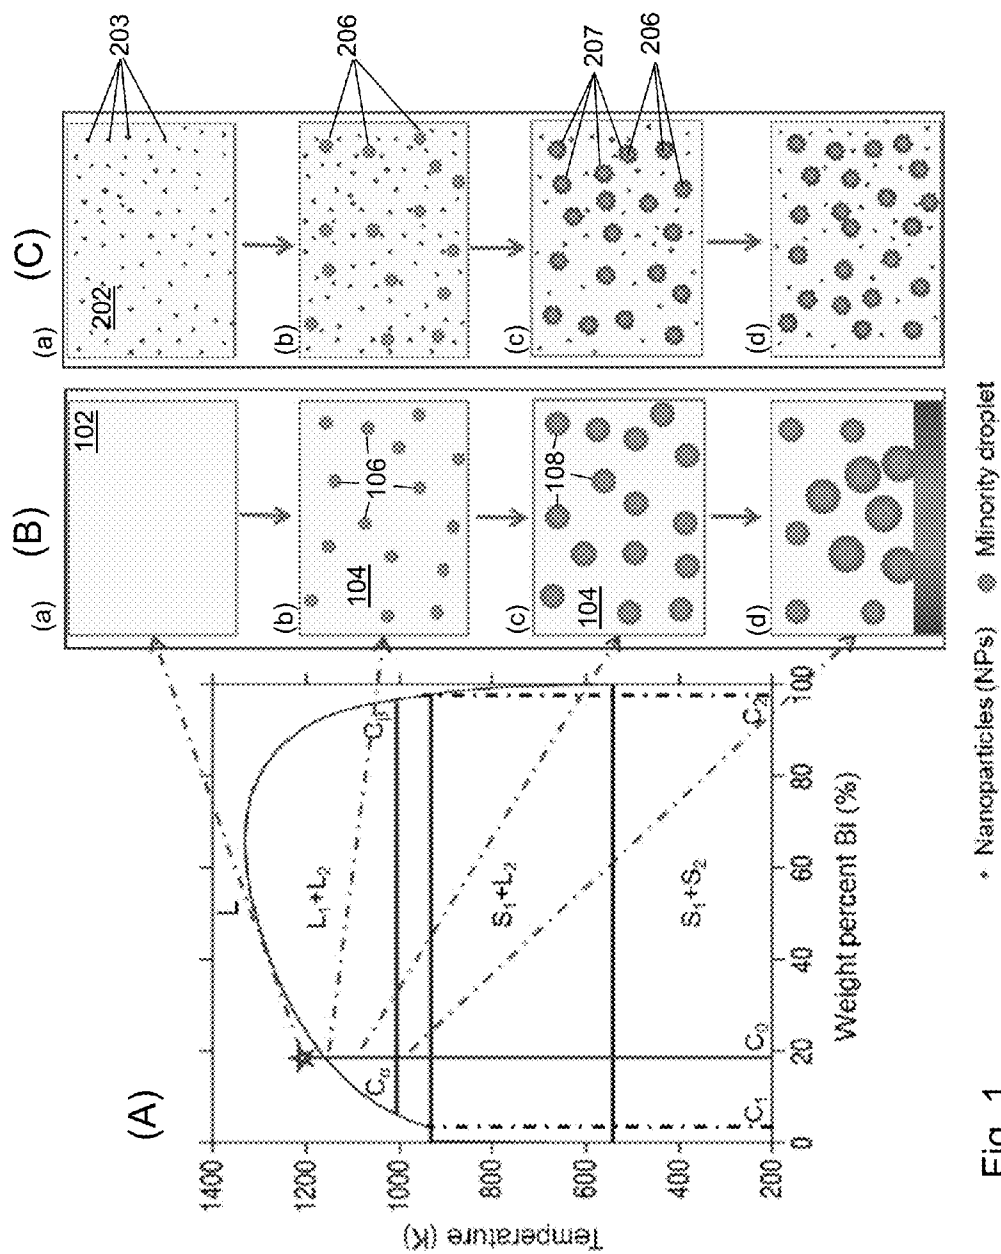 (A)
Temperature (K)
1400
1200
1000
800
600
400
200
0
20
40
60
80
100
Weight percent Bi (%)
L
L₁+L₂
S₁+L₂
S₁+S₂
C₁
C₀
C₂
(B)
(a)
102
(b)
106
104
(c)
108
104
(d)
(C)
(a)
202
203
(b)
206
(c)
207
206
(d)
Nanoparticles (NPs)
Minority droplet
Fig. 1